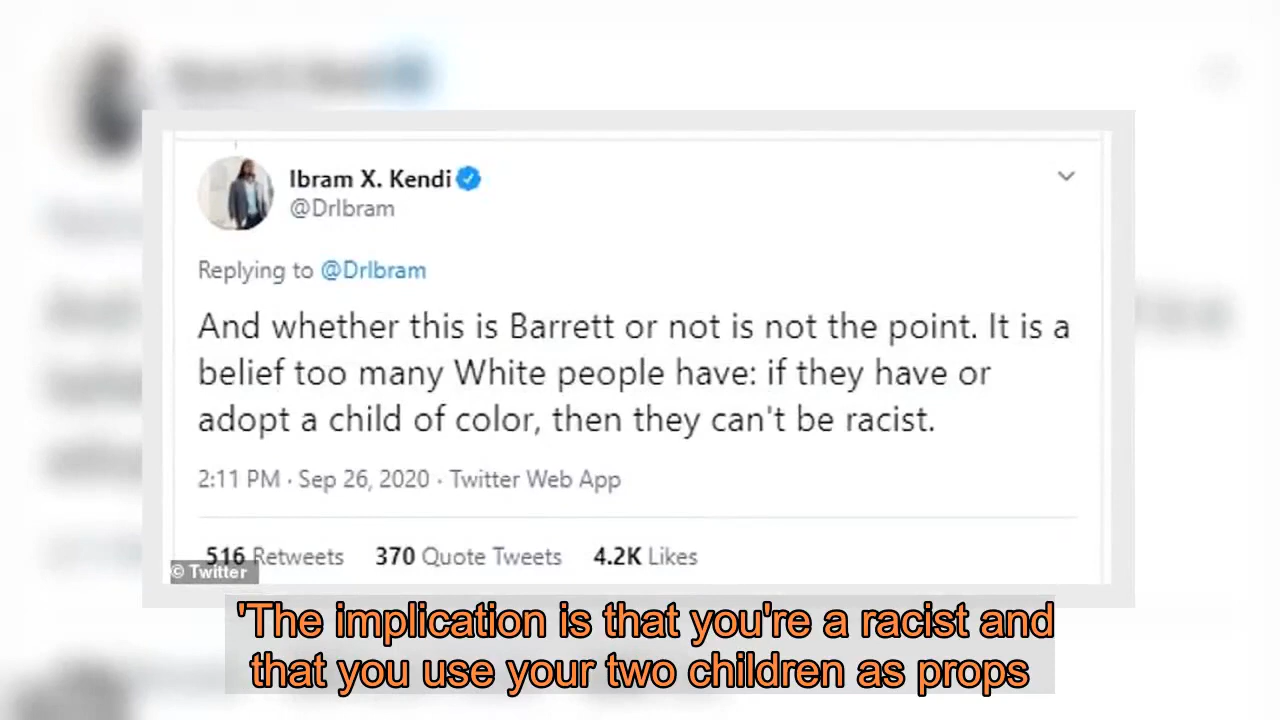 Ibram X. Kendi
@DrIbram
Replying to @DrIbram
And whether this is Barrett or not is not the point. It is a
belief too many White people have: if they have or
adopt a child of color, then they can't be racist.
2:11 PM · Sep 26, 2020 · Twitter Web App
516 Retweets 370 Quote Tweets 4.2K Likes
© Twitter
'The implication is that you're a racist and
that you use your two children as props